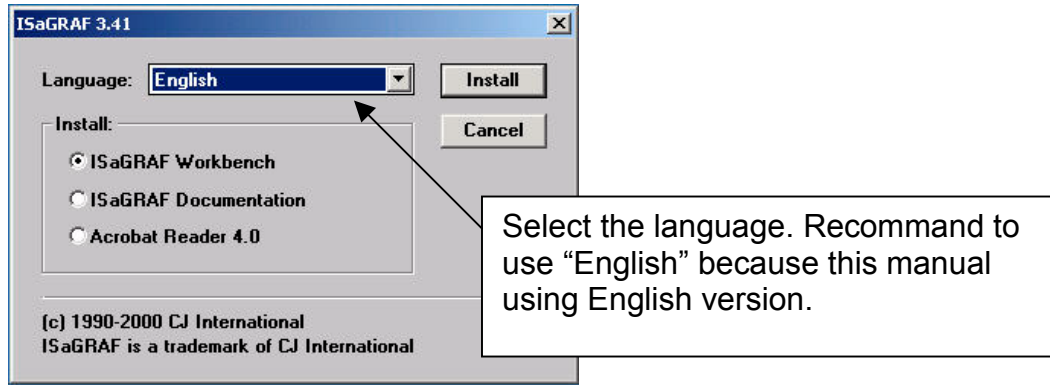 ISaGRAF 3.41
Language: English
Install
Install:
Cancel
ISaGRAF Workbench
ISaGRAF Documentation
Acrobat Reader 4.0
Select the language. Recommand to
use “English” because this manual
using English version.
(c) 1990-2000 CJ International
ISaGRAF is a trademark of CJ International